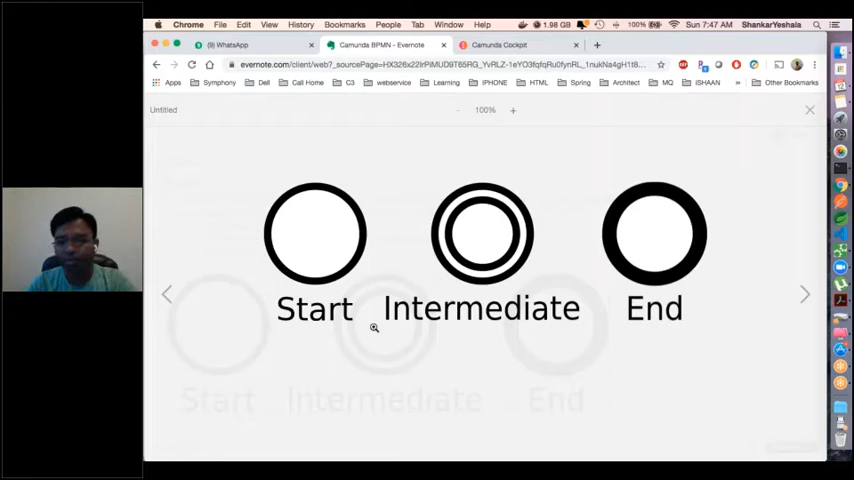 Chrome File Edit View History Bookmarks People Tab Window Help 1.98 GB 100% Sun 7:47 AM ShankarYeshala
(1) WhatsApp Camunda BPMN - Evernote Camunda Cockpit
Apps Symphony Dell Call Home C3 webservice Learning IPHONE HTML Spring Architect MQ ISHAAN Other Bookmarks
Untitled - 100% +
Start Intermediate End
Start Intermediate End